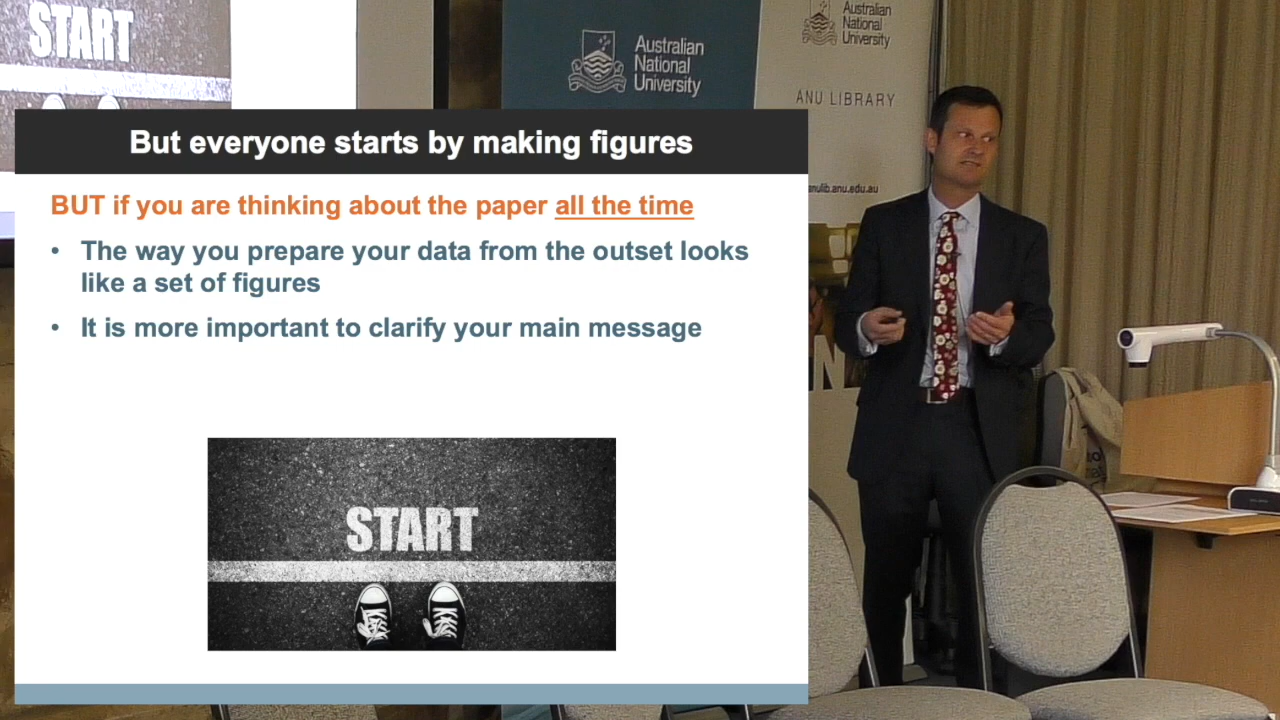 START
Australian
National
University
Australian
National
University
ANU LIBRARY
anulib.anu.edu.au
But everyone starts by making figures
BUT if you are thinking about the paper all the time
• The way you prepare your data from the outset looks
like a set of figures
• It is more important to clarify your main message
START